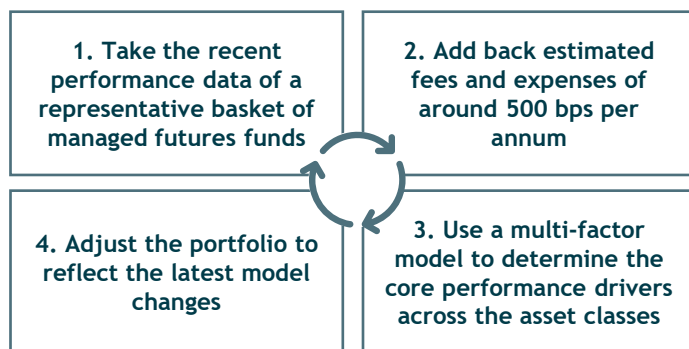 1. Take the recent
performance data of a
representative basket of
managed futures funds
2. Add back estimated
fees and expenses of
around 500 bps per
annum
3. Use a multi-factor
model to determine the
core performance drivers
across the asset classes
4. Adjust the portfolio to
reflect the latest model
changes